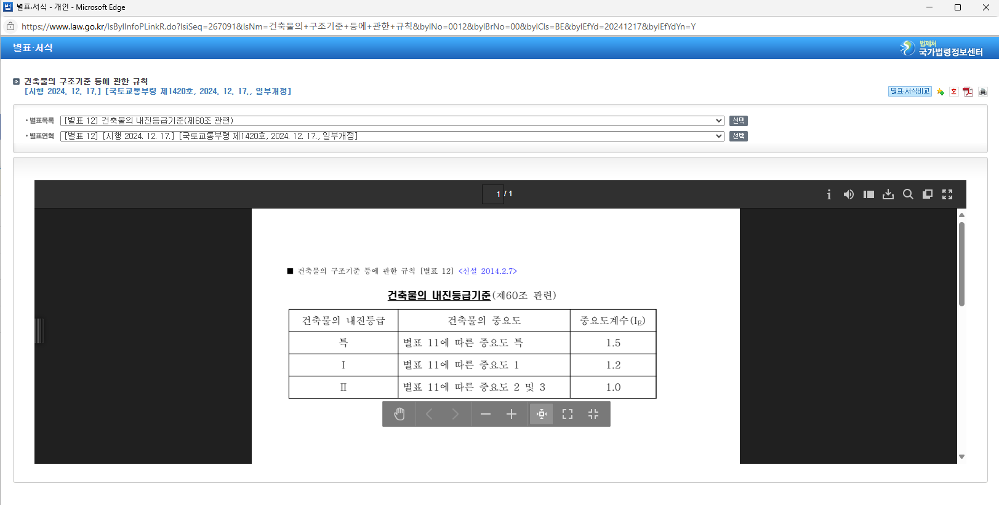 별표·서식 - 개인 - Microsoft Edge
https://www.law.go.kr/lsBylInfoPLinkR.do?lsiSeq=267091&lsNm=건축물의+구조기준+등에+관한+규칙&bylNo=0012&bylBrNo=00&bylCls=BE&bylEfYd=20241217&bylEfYdYn=Y
별표·서식
법제처
국가법령정보센터
건축물의 구조기준 등에 관한 규칙
[시행 2024. 12. 17.] [국토교통부령 제1420호, 2024. 12. 17., 일부개정]
별표·서식비교
별표목록 [별표 12] 건축물의 내진등급기준(제60조 관련) 선택
별표연혁 [별표 12] [시행 2024. 12. 17.] [국토교통부령 제1420호, 2024. 12. 17., 일부개정] 선택
1 / 1
■ 건축물의 구조기준 등에 관한 규칙 [별표 12] <신설 2014.2.7>
건축물의 내진등급기준(제60조 관련)
건축물의 내진등급 건축물의 중요도 중요도계수(IE)
특 별표 11에 따른 중요도 특 1.5
Ⅰ 별표 11에 따른 중요도 1 1.2
Ⅱ 별표 11에 따른 중요도 2 및 3 1.0